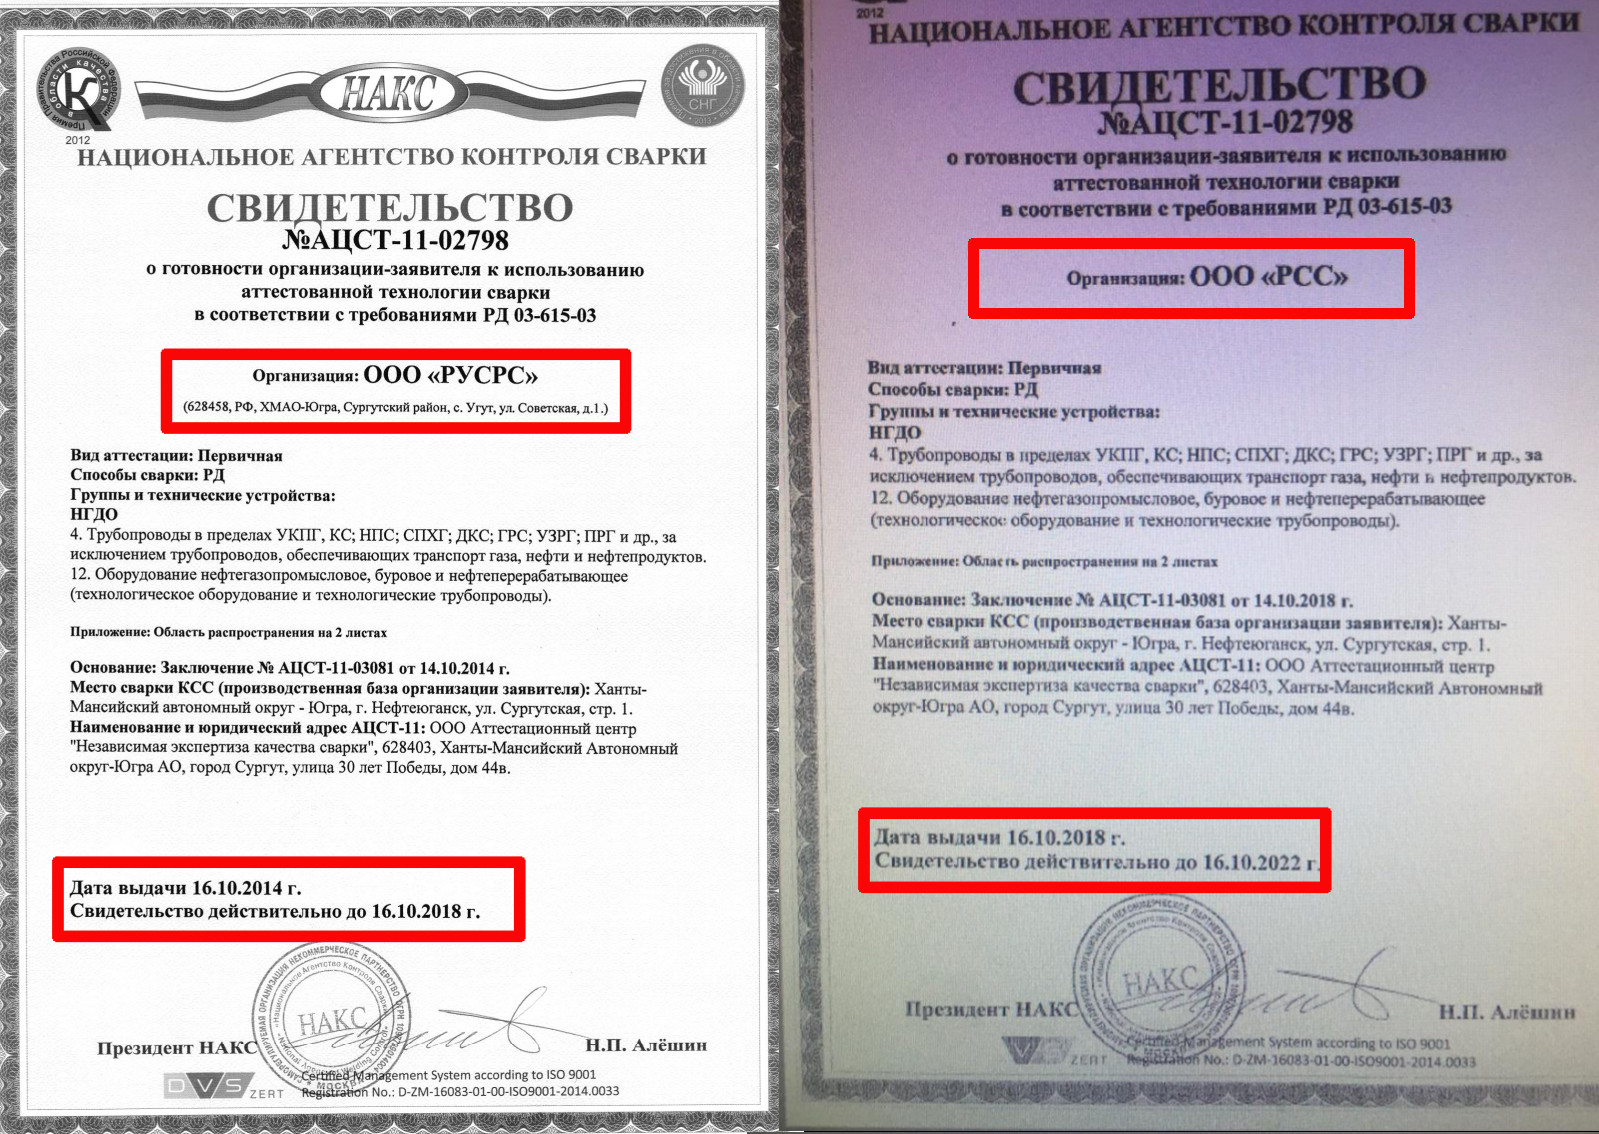 Премия Правительства Российской Федерации в области качества
2012
НАКС
СНГ
НАЦИОНАЛЬНОЕ АГЕНТСТВО КОНТРОЛЯ СВАРКИ
СВИДЕТЕЛЬСТВО
№АЦСТ-11-02798
о готовности организации-заявителя к использованию
аттестованной технологии сварки
в соответствии с требованиями РД 03-615-03
Организация: ООО «РУСРС»
(628458, РФ, ХМАО-Югра, Сургутский район, с. Угут, ул. Советская, д.1.)
Вид аттестации: Первичная
Способы сварки: РД
Группы и технические устройства:
НГДО
4. Трубопроводы в пределах УКПГ, КС; НПС; СПХГ; ДКС; ГРС; УЗРГ; ПРГ и др., за
исключением трубопроводов, обеспечивающих транспорт газа, нефти и нефтепродуктов.
12. Оборудование нефтегазопромысловое, буровое и нефтеперерабатывающее
(технологическое оборудование и технологические трубопроводы).
Приложение: Область распространения на 2 листах
Основание: Заключение № АЦСТ-11-03081 от 14.10.2014 г.
Место сварки КСС (производственная база организации заявителя): Ханты-
Мансийский автономный округ - Югра, г. Нефтеюганск, ул. Сургутская, стр. 1.
Наименование и юридический адрес АЦСТ-11: ООО Аттестационный центр
"Независимая экспертиза качества сварки", 628403, Ханты-Мансийский Автономный
округ-Югра АО, город Сургут, улица 30 лет Победы, дом 44в.
Дата выдачи 16.10.2014 г.
Свидетельство действительно до 16.10.2018 г.
НАКС
Президент НАКС
Н.П. Алёшин
DVS ZERT
Certified Management System according to ISO 9001
Registration No.: D-ZM-16083-01-00-ISO9001-2014.0033
2012
НАЦИОНАЛЬНОЕ АГЕНТСТВО КОНТРОЛЯ СВАРКИ
СВИДЕТЕЛЬСТВО
№АЦСТ-11-02798
о готовности организации-заявителя к использованию
аттестованной технологии сварки
в соответствии с требованиями РД 03-615-03
Организация: ООО «РСС»
Вид аттестации: Первичная
Способы сварки: РД
Группы и технические устройства:
НГДО
4. Трубопроводы в пределах УКПГ, КС; НПС; СПХГ; ДКС; ГРС; УЗРГ; ПРГ и др., за
исключением трубопроводов, обеспечивающих транспорт газа, нефти и нефтепродуктов.
12. Оборудование нефтегазопромысловое, буровое и нефтеперерабатывающее
(технологическое оборудование и технологические трубопроводы).
Приложение: Область распространения на 2 листах
Основание: Заключение № АЦСТ-11-03081 от 14.10.2018 г.
Место сварки КСС (производственная база организации заявителя): Ханты-
Мансийский автономный округ - Югра, г. Нефтеюганск, ул. Сургутская, стр. 1.
Наименование и юридический адрес АЦСТ-11: ООО Аттестационный центр
"Независимая экспертиза качества сварки", 628403, Ханты-Мансийский Автономный
округ-Югра АО, город Сургут, улица 30 лет Победы, дом 44в.
Дата выдачи 16.10.2018 г.
Свидетельство действительно до 16.10.2022 г.
НАКС
Президент НАКС
Н.П. Алёшин
ZERT
Certified Management System according to ISO 9001
Registration No.: D-ZM-16083-01-00-ISO9001-2014.0033